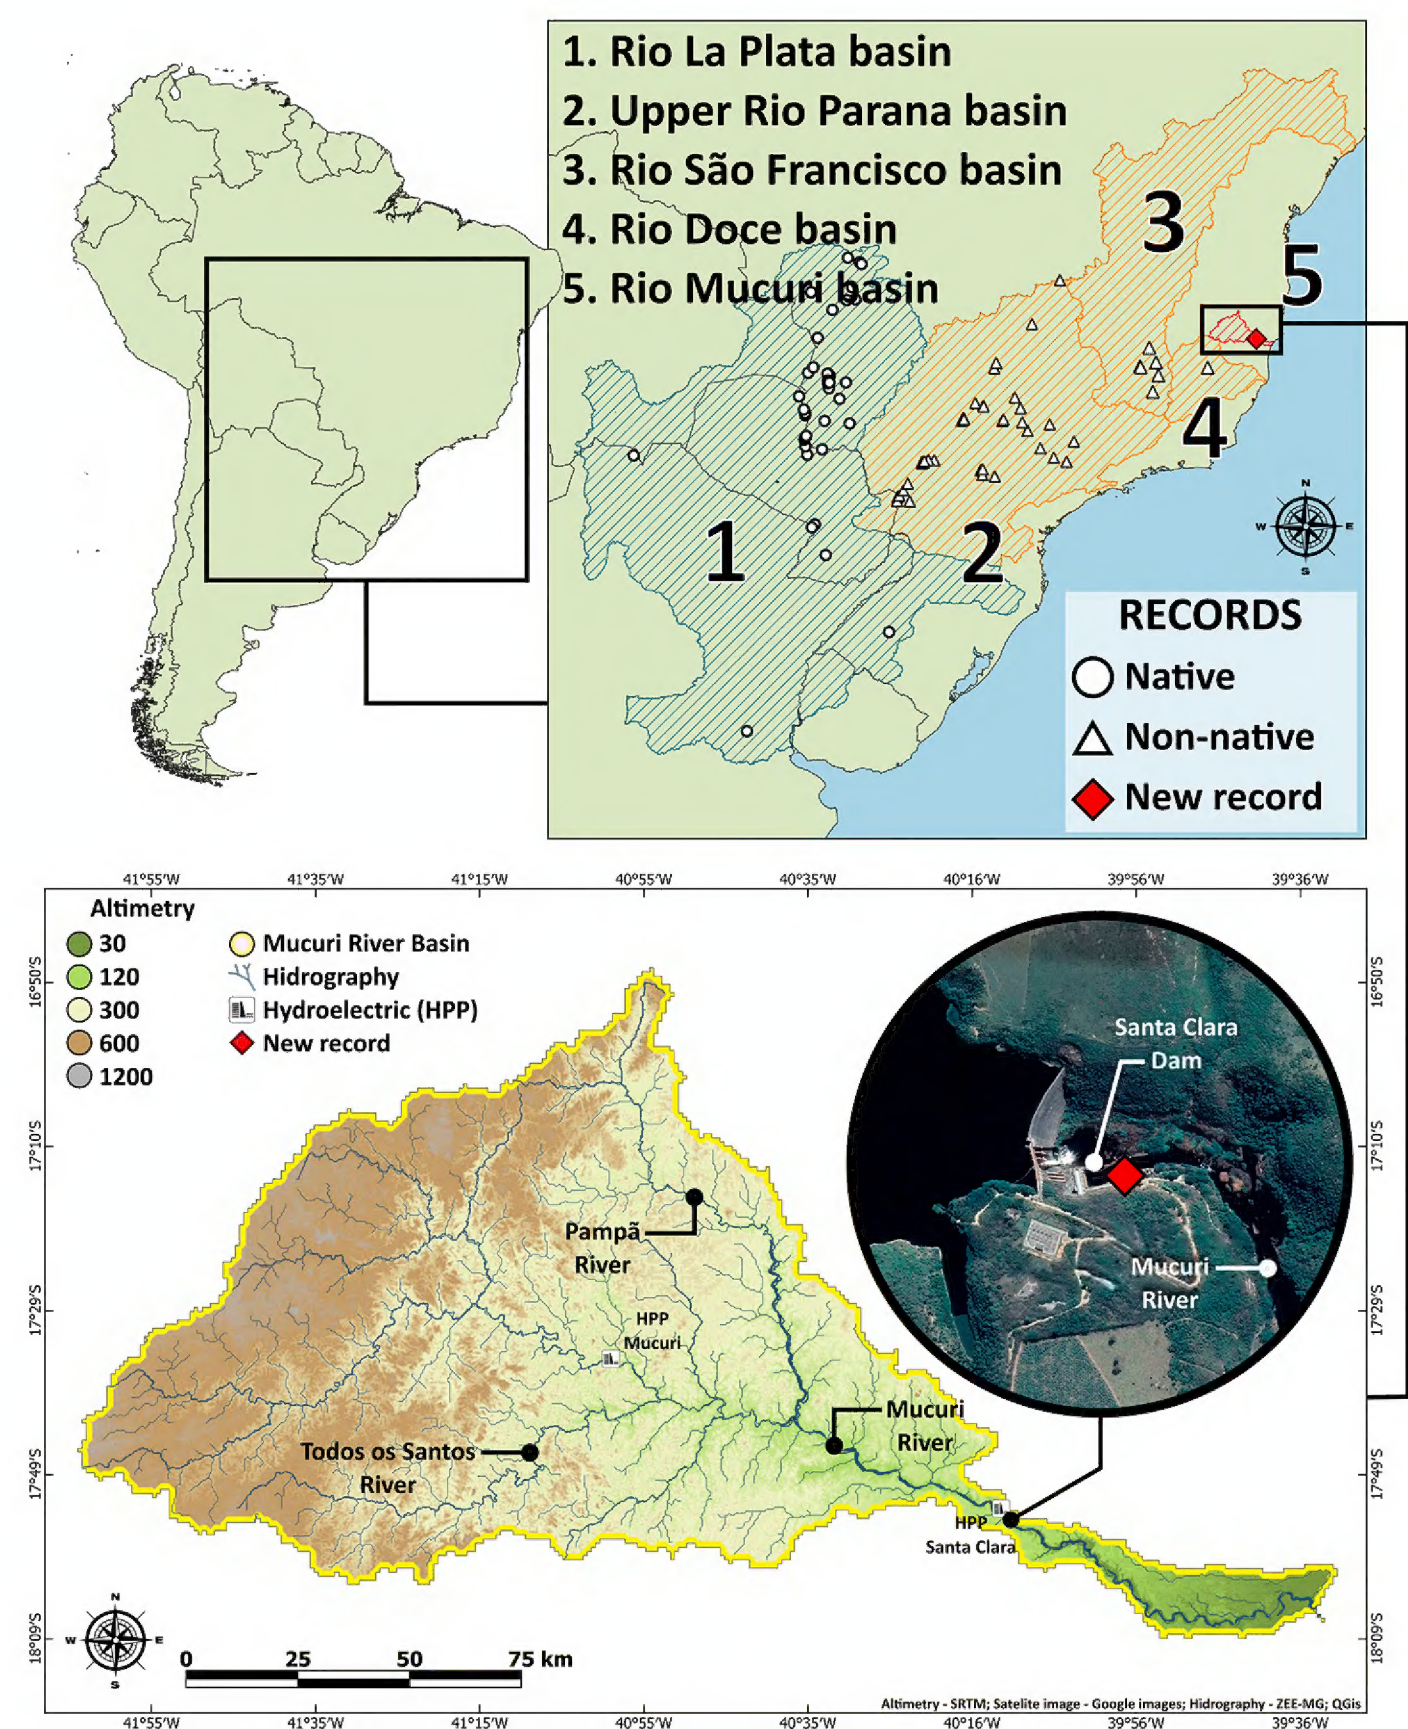 1. Rio La Plata basin
2. Upper Rio Parana basin
3. Rio São Francisco basin
4. Rio Doce basin
5. Rio Mucuri basin
3
5
4
1
2
N
W E
S
RECORDS
Native
Non-native
New record
41°55'W 41°35'W 41°15'W 40°55'W 40°35'W 40°16'W 39°56'W 39°36'W
Altimetry
30
120
300
600
1200
Mucuri River Basin
Hidrography
Hydroelectric (HPP)
New record
16°50'S
17°10'S
17°29'S
17°49'S
18°09'S
16°50'S
17°10'S
17°29'S
17°49'S
18°09'S
Santa Clara
Dam
Mucuri
River
Pampã
River
HPP
Mucuri
Mucuri
River
Todos os Santos
River
HPP
Santa Clara
N
W E
S
0 25 50 75 km
Altimetry - SRTM; Satelite image - Google images; Hidrography - ZEE-MG; QGis
41°55'W 41°35'W 41°15'W 40°55'W 40°35'W 40°16'W 39°56'W 39°36'W